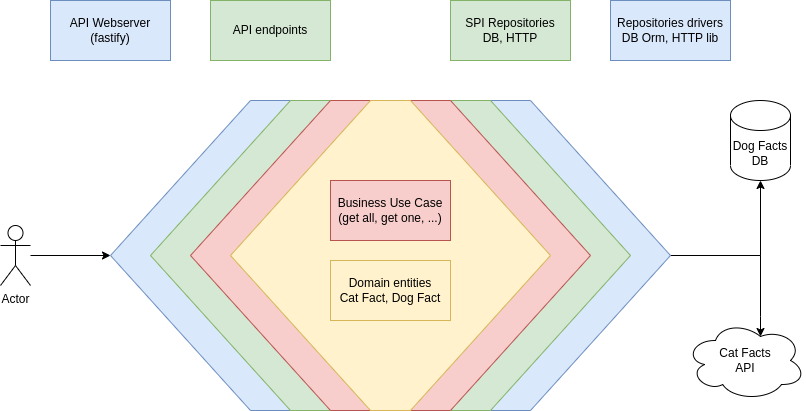 API Webserver
(fastify)
API endpoints
SPI Repositories
DB, HTTP
Repositories drivers
DB Orm, HTTP lib
Dog Facts
DB
Business Use Case
(get all, get one, ...)
Domain entities
Cat Fact, Dog Fact
Actor
Cat Facts
API